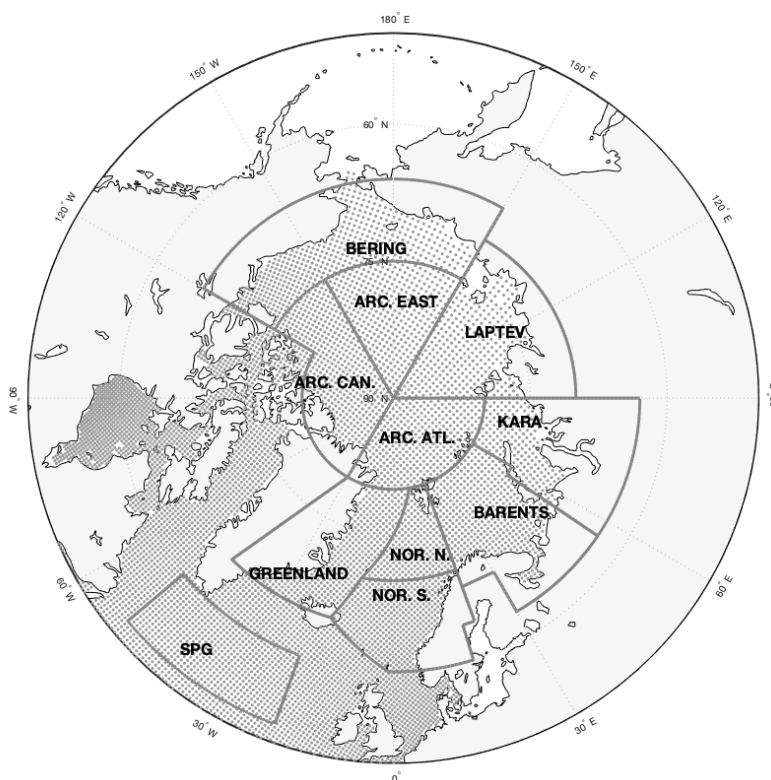 180° E
150° W
150° E
60° N
120° W
120° E
BERING
75° N
ARC. EAST
LAPTEV
ARC. CAN.
90° W
90° N
KARA
ARC. ATL.
BARENTS
NOR. N.
GREENLAND
60° W
60° E
NOR. S.
SPG
30° W
30° E
0°